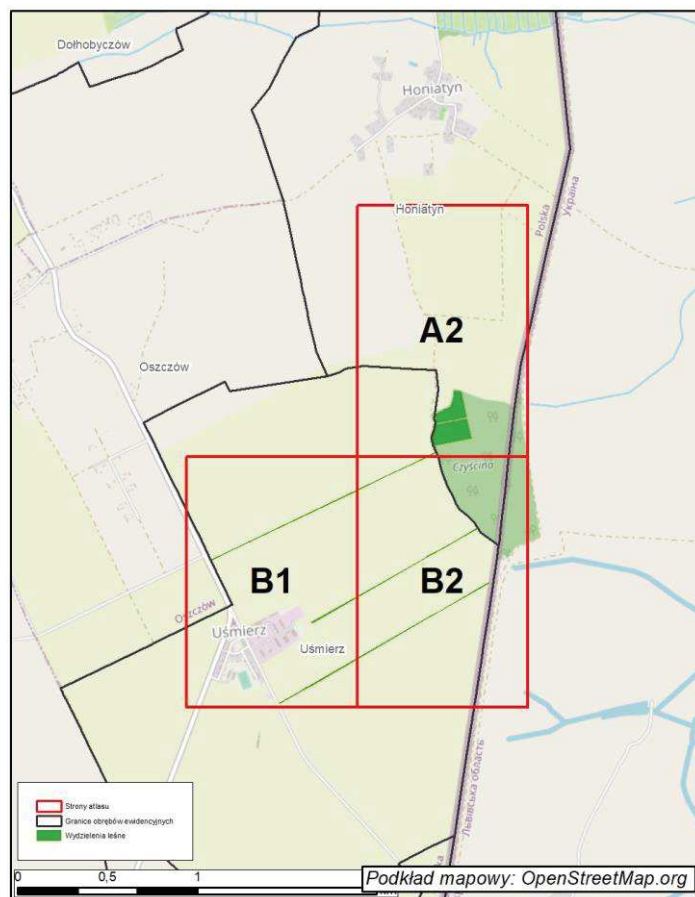 Dołhobyczów
Honiatyn
Honiatyn
Polska
Україна
A2
Oszczów
Czyścina
B1
B2
Oszczów
Uśmierz
Uśmierz
Львівська область
Strony atlasu
Granice obrębów ewidencyjnych
Wydzielenia leśne
0 0,5 1
Podkład mapowy: OpenStreetMap.org